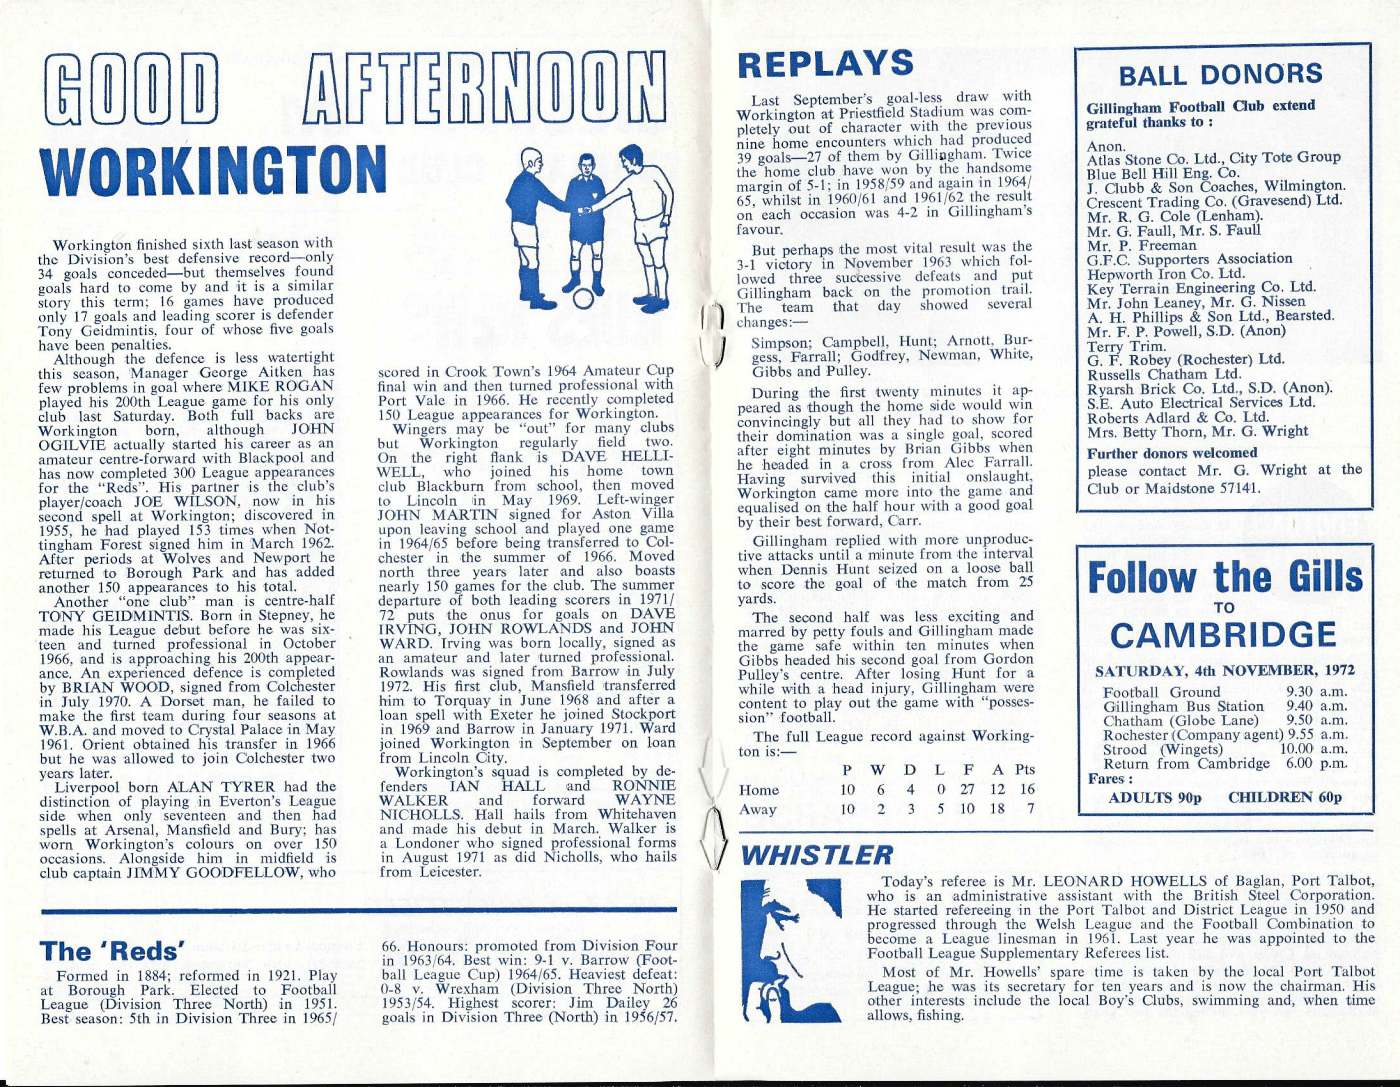 GOOD AFTERNOON
WORKINGTON
Workington finished sixth last season with
the Division's best defensive record—only
34 goals conceded—but themselves found
goals hard to come by and it is a similar
story this term; 16 games have produced
only 17 goals and leading scorer is defender
Tony Geidmintis, four of whose five goals
have been penalties.
Although the defence is less watertight
this season, Manager George Aitken has
few problems in goal where MIKE ROGAN
played his 200th League game for his only
club last Saturday. Both full backs are
Workington born, although JOHN
OGILVIE actually started his career as an
amateur centre-forward with Blackpool and
has now completed 300 League appearances
for the "Reds". His partner is the club's
player/coach JOE WILSON, now in his
second spell at Workington; discovered in
1955, he had played 153 times when Not-
tingham Forest signed him in March 1962.
After periods at Wolves and Newport he
returned to Borough Park and has added
another 150 appearances to his total.
Another "one club" man is centre-half
TONY GEIDMINTIS. Born in Stepney, he
made his League debut before he was six-
teen and turned professional in October
1966, and is approaching his 200th appear-
ance. An experienced defence is completed
by BRIAN WOOD, signed from Colchester
in July 1970. A Dorset man, he failed to
make the first team during four seasons at
W.B.A. and moved to Crystal Palace in May
1961. Orient obtained his transfer in 1966
but he was allowed to join Colchester two
years later.
Liverpool born ALAN TYRER had the
distinction of playing in Everton's League
side when only seventeen and then had
spells at Arsenal, Mansfield and Bury; has
worn Workington's colours on over 150
occasions. Alongside him in midfield is
club captain JIMMY GOODFELLOW, who
scored in Crook Town's 1964 Amateur Cup
final win and then turned professional with
Port Vale in 1966. He recently completed
150 League appearances for Workington.
Wingers may be "out" for many clubs
but Workington regularly field two.
On the right flank is DAVE HELLI-
WELL, who joined his home town
club Blackburn from school, then moved
to Lincoln in May 1969. Left-winger
JOHN MARTIN signed for Aston Villa
upon leaving school and played one game
in 1964/65 before being transferred to Col-
chester in the summer of 1966. Moved
north three years later and also boasts
nearly 150 games for the club. The summer
departure of both leading scorers in 1971/
72 puts the onus for goals on DAVE
IRVING, JOHN ROWLANDS and JOHN
WARD. Irving was born locally, signed as
an amateur and later turned professional.
Rowlands was signed from Barrow in July
1972. His first club, Mansfield transferred
him to Torquay in June 1968 and after a
loan spell with Exeter he joined Stockport
in 1969 and Barrow in January 1971. Ward
joined Workington in September on loan
from Lincoln City.
Workington's squad is completed by de-
fenders IAN HALL and RONNIE
WALKER and forward WAYNE
NICHOLLS. Hall hails from Whitehaven
and made his debut in March. Walker is
a Londoner who signed professional forms
in August 1971 as did Nicholls, who hails
from Leicester.
The 'Reds'
Formed in 1884; reformed in 1921. Play
at Borough Park. Elected to Football
League (Division Three North) in 1951.
Best season: 5th in Division Three in 1965/
66. Honours: promoted from Division Four
in 1963/64. Best win: 9-1 v. Barrow (Foot-
ball League Cup) 1964/65. Heaviest defeat:
0-8 v. Wrexham (Division Three North)
1953/54. Highest scorer: Jim Dailey 26
goals in Division Three (North) in 1956/57.
REPLAYS
Last September's goal-less draw with
Workington at Priestfield Stadium was com-
pletely out of character with the previous
nine home encounters which had produced
39 goals—27 of them by Gillingham. Twice
the home club have won by the handsome
margin of 5-1; in 1958/59 and again in 1964/
65, whilst in 1960/61 and 1961/62 the result
on each occasion was 4-2 in Gillingham's
favour.
But perhaps the most vital result was the
3-1 victory in November 1963 which fol-
lowed three successive defeats and put
Gillingham back on the promotion trail.
The team that day showed several
changes:—
Simpson; Campbell, Hunt; Arnott, Bur-
gess, Farrall; Godfrey, Newman, White,
Gibbs and Pulley.
During the first twenty minutes it ap-
peared as though the home side would win
convincingly but all they had to show for
their domination was a single goal, scored
after eight minutes by Brian Gibbs when
he headed in a cross from Alec Farrall.
Having survived this initial onslaught,
Workington came more into the game and
equalised on the half hour with a good goal
by their best forward, Carr.
Gillingham replied with more unproduc-
tive attacks until a minute from the interval
when Dennis Hunt seized on a loose ball
to score the goal of the match from 25
yards.
The second half was less exciting and
marred by petty fouls and Gillingham made
the game safe within ten minutes when
Gibbs headed his second goal from Gordon
Pulley's centre. After losing Hunt for a
while with a head injury, Gillingham were
content to play out the game with "posses-
sion" football.
The full League record against Working-
ton is:—
P W D L F A Pts
Home 10 6 4 0 27 12 16
Away 10 2 3 5 10 18 7
BALL DONORS
Gillingham Football Club extend
grateful thanks to :
Anon.
Atlas Stone Co. Ltd., City Tote Group
Blue Bell Hill Eng. Co.
J. Clubb & Son Coaches, Wilmington.
Crescent Trading Co. (Gravesend) Ltd.
Mr. R. G. Cole (Lenham).
Mr. G. Faull, Mr. S. Faull
Mr. P. Freeman
G.F.C. Supporters Association
Hepworth Iron Co. Ltd.
Key Terrain Engineering Co. Ltd.
Mr. John Leaney, Mr. G. Nissen
A. H. Phillips & Son Ltd., Bearsted.
Mr. F. P. Powell, S.D. (Anon)
Terry Trim.
G. F. Robey (Rochester) Ltd.
Russells Chatham Ltd.
Ryarsh Brick Co. Ltd., S.D. (Anon).
S.E. Auto Electrical Services Ltd.
Roberts Adlard & Co. Ltd.
Mrs. Betty Thorn, Mr. G. Wright
Further donors welcomed
please contact Mr. G. Wright at the
Club or Maidstone 57141.
Follow the Gills
TO
CAMBRIDGE
SATURDAY, 4th NOVEMBER, 1972
Football Ground 9.30 a.m.
Gillingham Bus Station 9.40 a.m.
Chatham (Globe Lane) 9.50 a.m.
Rochester (Company agent) 9.55 a.m.
Strood (Wingets) 10.00 a.m.
Return from Cambridge 6.00 p.m.
Fares :
ADULTS 90p CHILDREN 60p
WHISTLER
Today's referee is Mr. LEONARD HOWELLS of Baglan, Port Talbot,
who is an administrative assistant with the British Steel Corporation.
He started refereeing in the Port Talbot and District League in 1950 and
progressed through the Welsh League and the Football Combination to
become a League linesman in 1961. Last year he was appointed to the
Football League Supplementary Referees list.
Most of Mr. Howells' spare time is taken by the local Port Talbot
League; he was its secretary for ten years and is now the chairman. His
other interests include the local Boy's Clubs, swimming and, when time
allows, fishing.